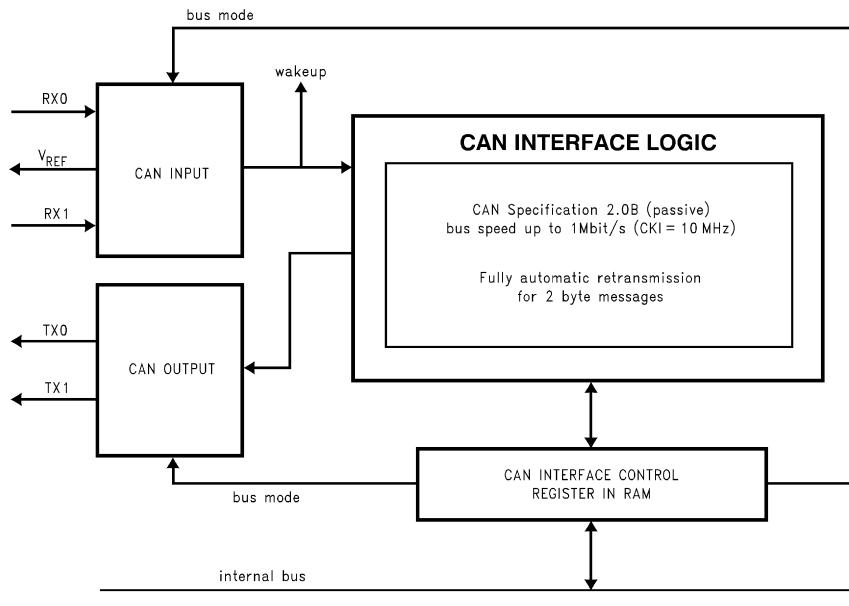 bus mode
wakeup
RX0
VREF
RX1
CAN INPUT
CAN INTERFACE LOGIC
CAN Specification 2.0B (passive)
bus speed up to 1Mbit/s (CKI = 10 MHz)
Fully automatic retransmission
for 2 byte messages
TX0
TX1
CAN OUTPUT
CAN INTERFACE CONTROL
REGISTER IN RAM
bus mode
internal bus